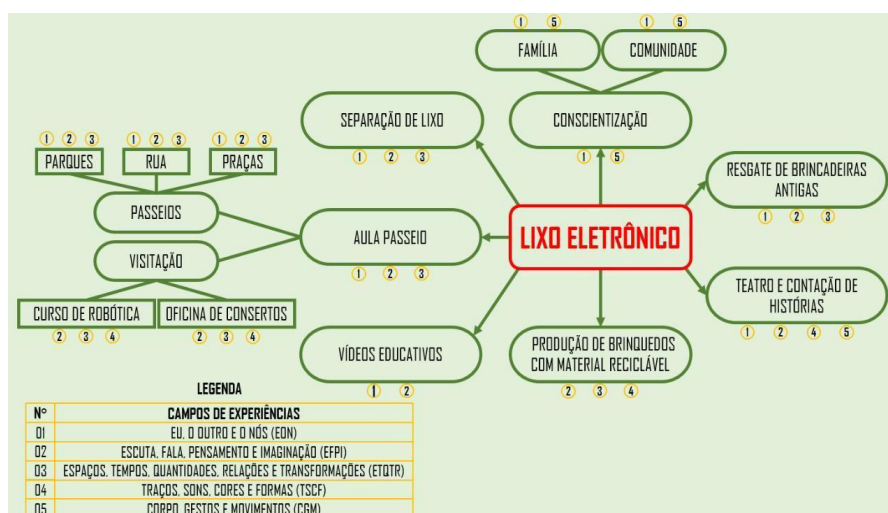 ① ⑤
① ⑤
FAMÍLIA
COMUNIDADE
SEPARAÇÃO DE LIXO
① ② ③
CONSCIENTIZAÇÃO
① ⑤
① ② ③
① ② ③
① ② ③
PARQUES
RUA
PRAÇAS
PASSEIOS
VISITAÇÃO
AULA PASSEIO
① ② ③
CURSO DE ROBÓTICA
② ③ ④
OFICINA DE CONSERTOS
② ③ ④
LIXO ELETRÔNICO
RESGATE DE BRINCADEIRAS
ANTIGAS
① ② ③
TEATRO E CONTAÇÃO DE
HISTÓRIAS
① ② ④ ⑤
VÍDEOS EDUCATIVOS
① ②
PRODUÇÃO DE BRINQUEDOS
COM MATERIAL RECICLÁVEL
② ③ ④
LEGENDA
Nº CAMPOS DE EXPERIÊNCIAS
01 EU, O OUTRO E O NÓS (EON)
02 ESCUTA, FALA, PENSAMENTO E IMAGINAÇÃO (EFPI)
03 ESPAÇOS, TEMPOS, QUANTIDADES, RELAÇÕES E TRANSFORMAÇÕES (ETQTR)
04 TRAÇOS, SONS, CORES E FORMAS (TSCF)
05 CORPO, GESTOS E MOVIMENTOS (CGM)